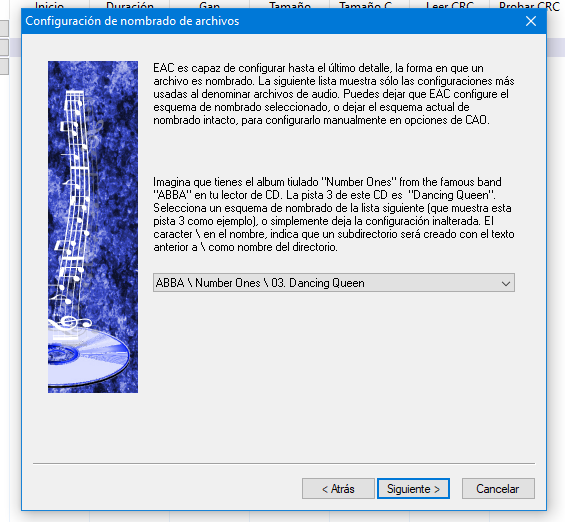 Inicio Duración Gap Tamaño Tamaño C. Leer CRC Probar CRC
Configuración de nombrado de archivos
EAC es capaz de configurar hasta el último detalle, la forma en que un
archivo es nombrado. La siguiente lista muestra sólo las configuraciones más
usadas al denominar archivos de audio. Puedes dejar que EAC configure el
esquema de nombrado seleccionado, o dejar el esquema actual de
nombrado intacto, para configurarlo manualmente en opciones de CAO.
Imagina que tienes el album tiulado "Number Ones" from the famous band
"ABBA" en tu lector de CD. La pista 3 de este CD es "Dancing Queen".
Selecciona un esquema de nombrado de la lista siguiente (que muestra esta
pista 3 como ejemplo), o simplemente deja la configuración inalterada. El
caracter \ en el nombre, indica que un subdirectorio será creado con el texto
anterior a \ como nombre del directorio.
ABBA \ Number Ones \ 03. Dancing Queen
< Atrás
Siguiente >
Cancelar